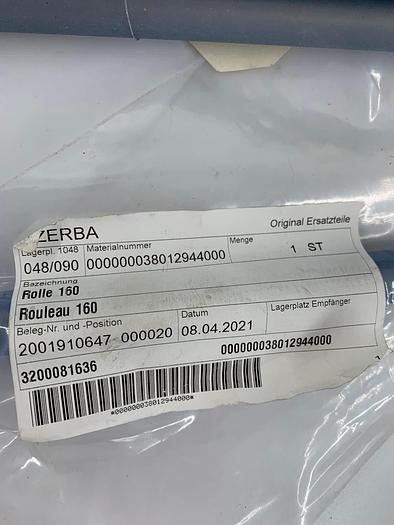 ZERBA Original Ersatzteile
Lagerpl. 1048 Materialnummer Menge
048/090 000000038012944000 1 ST
Bezeichnung
Rolle 160
Rouleau 160
Beleg-Nr. und -Position Datum Lagerplatz Empfänger
2001910647 000020 08.04.2021
3200081636 000000038012944000
*000000038012944000*